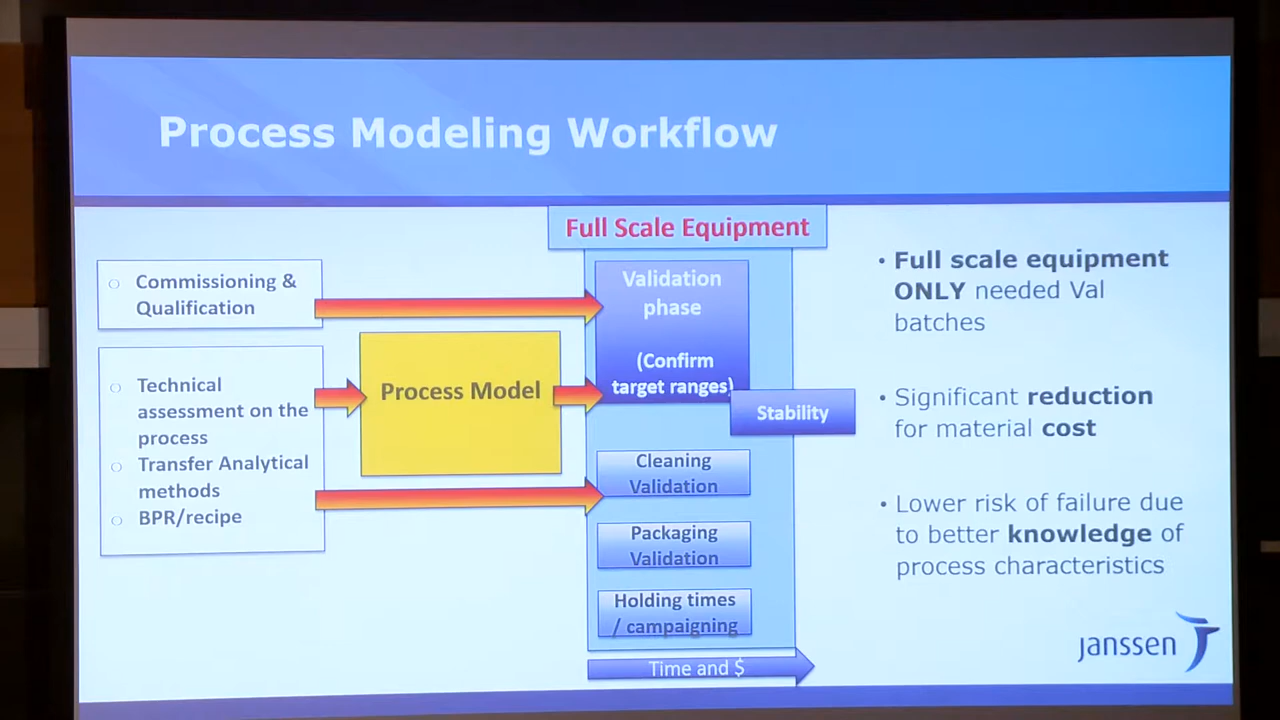 Process Modeling Workflow
Full Scale Equipment
○ Commissioning &
Qualification
○ Technical
assessment on the
process
○ Transfer Analytical
methods
○ BPR/recipe
Process Model
Validation
phase
(Confirm
target ranges)
Stability
Cleaning
Validation
Packaging
Validation
Holding times
/ campaigning
Time and $
• Full scale equipment
ONLY needed Val
batches
• Significant reduction
for material cost
• Lower risk of failure due
to better knowledge of
process characteristics
janssen